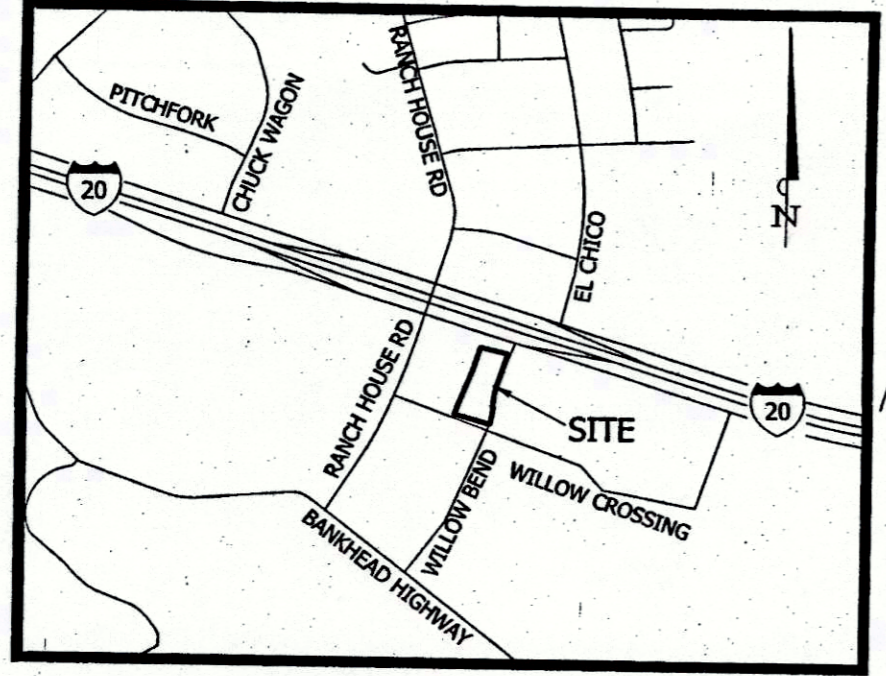 RANCH HOUSE RD
PITCHFORK
CHUCK WAGON
20
N
EL CHICO
RANCH HOUSE RD
20
SITE
WILLOW BEND
WILLOW CROSSING
BANKHEAD HIGHWAY